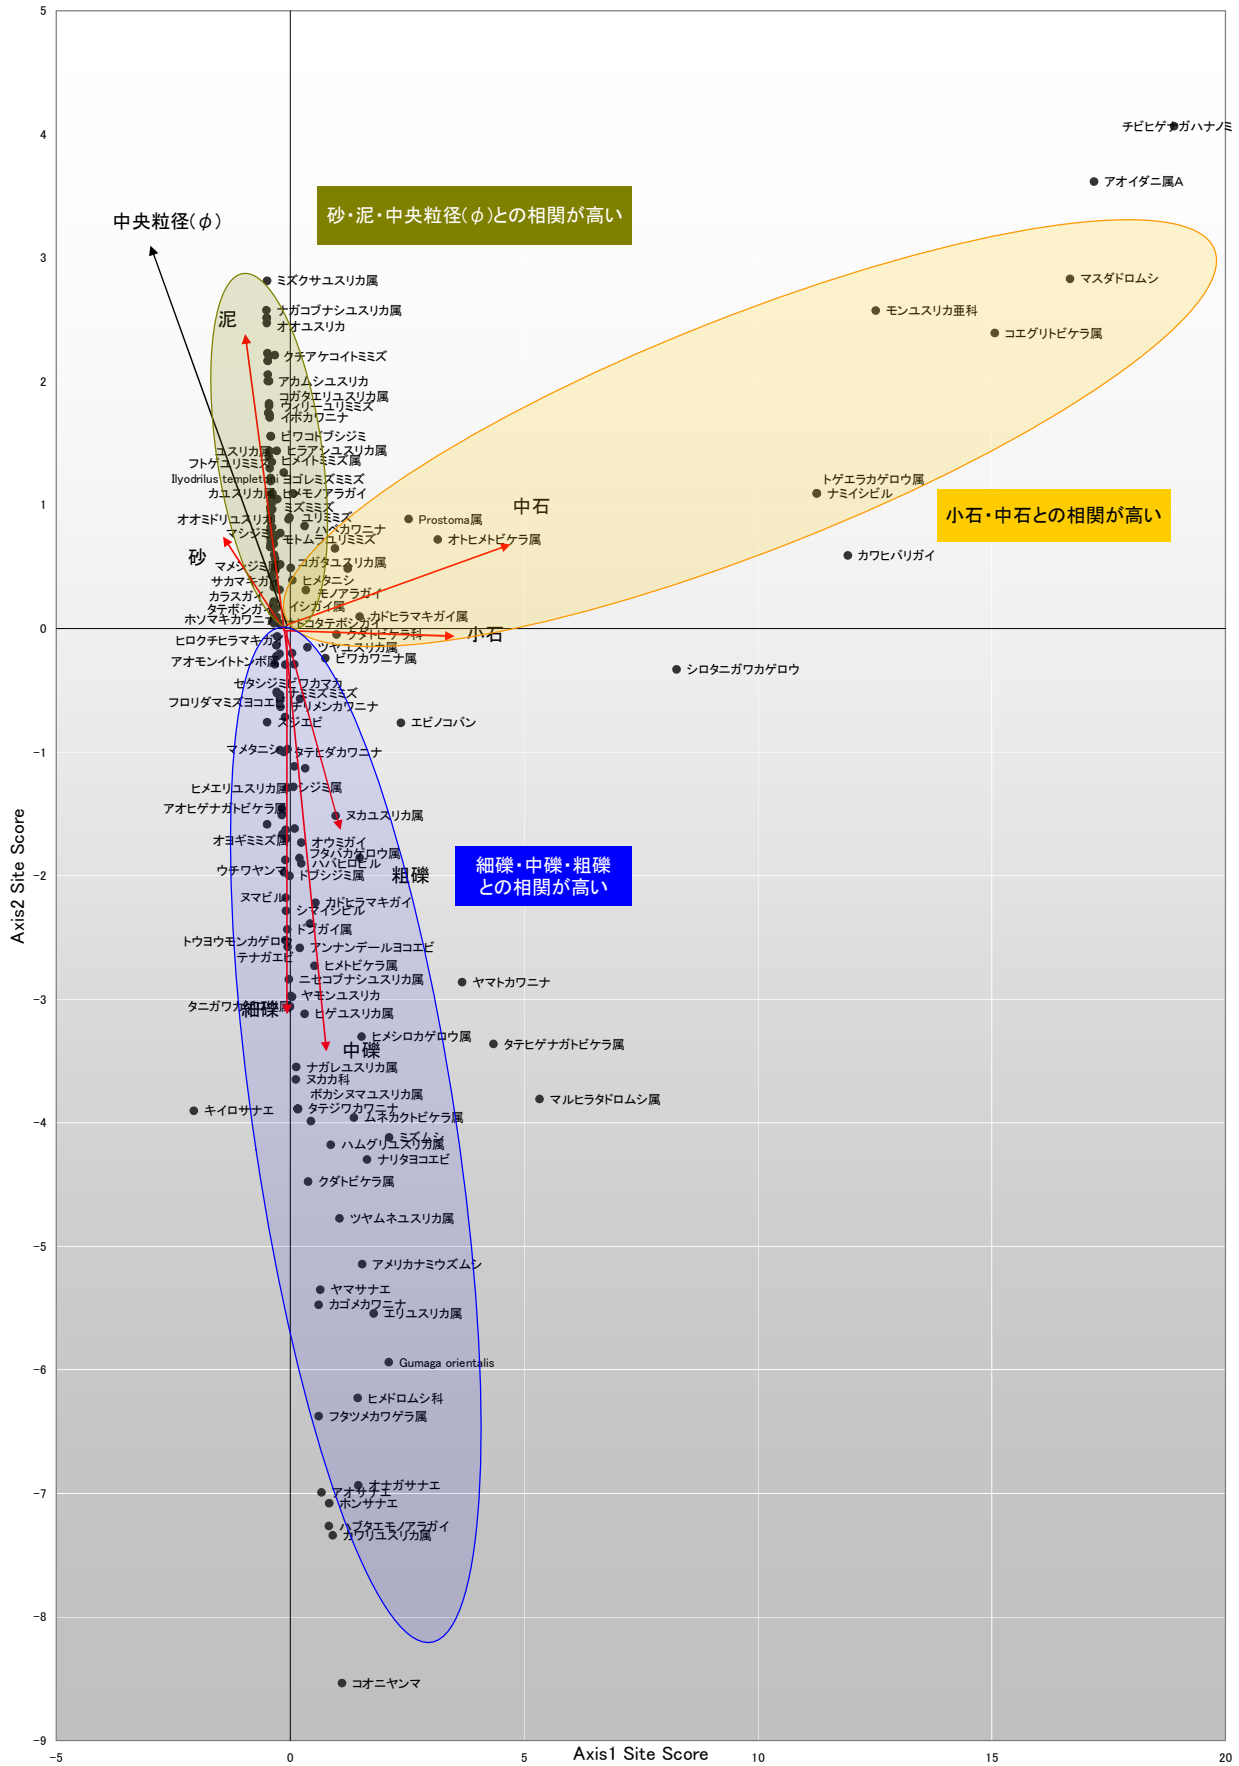 5
4
チビヒゲナガハナノミ
アオイダニ属A
砂・泥・中央粒径(φ)との相関が高い
中央粒径(φ)
3
ミズクサユスリカ属
マスダドロムシ
ナガコブナシユスリカ属
モンユスリカ亜科
泥
オオユスリカ
コエグリトビケラ属
クチアケコイトミミズ
2
アカムシユスリカ
コガタエリユスリカ属
ウィリーユリミミズ
イボカワニナ
ビワコドブシジミ
ユスリカ属
ヒラアシユスリカ属
フトゲユリミミズ
ヒメイトミミズ属
Ilyodrilus templetoni
ヨゴレミズミミズ
トゲエラカゲロウ属
カユスリカ属
ヒメモノアラガイ
ナミイシビル
1
ミズミミズ
中石
小石・中石との相関が高い
オオミドリユスリカ
ユリミミズ
Prostoma属
マシジミ
ハベカワニナ
モトムラユリミミズ
オトヒメトビケラ属
砂
カワヒバリガイ
マメシジミ属
コガタユスリカ属
サカマキガイ
ヒメタニシ
カラスガイ
モノアラガイ
タテボシガイ
イシガイ属
ホソマキカワニナ
トコタテボシガイ
カドヒラマキガイ属
0
クダトビケラ科
小石
ヒロクチヒラマキガイ
ツヤユスリカ属
アオモンイトトンボ属
ビワカワニナ属
シロタニガワカゲロウ
セタシジミ
ビワカマカ
チミミズミミズ
フロリダマミズヨコエビ
チリメンカワニナ
スジエビ
エビノコバン
-1
マメタニシ
タテヒダカワニナ
ヒメエリユスリカ属
シジミ属
アオヒゲナガトビケラ属
ヌカユスリカ属
オヨギミミズ属
オウミガイ
フタバカゲロウ属
細礫・中礫・粗礫
との相関が高い
ハバヒロビル
ウチワヤンマ
ドブシジミ属
粗礫
-2
ヌマビル
カドヒラマキガイ
シマイシビル
ドブガイ属
トウヨウモンカゲロウ
アンナンデールヨコエビ
テナガエビ
ヒメトビケラ属
ニセコブナシユスリカ属
ヤマトカワニナ
-3
ヤモンユスリカ
細礫
ヒゲユスリカ属
ヒメシロカゲロウ属
タテヒゲナガトビケラ属
中礫
ナガレユスリカ属
ヌカカ科
ボカシヌマユスリカ属
マルヒラタドロムシ属
キイロサナエ
タテジワカワニナ
ムネカクトビケラ属
-4
ミズムシ
ハムグリユスリカ属
ナリタヨコエビ
クダトビケラ属
ツヤムネユスリカ属
-5
アメリカナミウズムシ
ヤマサナエ
カゴメカワニナ
エリユスリカ属
Gumaga orientalis
-6
ヒメドロムシ科
フタツメカワゲラ属
オナガサナエ
アオサナエ
-7
ホンサナエ
ハブタエモノアラガイ
カワリユスリカ属
-8
コオニヤンマ
-9
-5
0
5
10
15
20
Axis1 Site Score
Axis2 Site Score